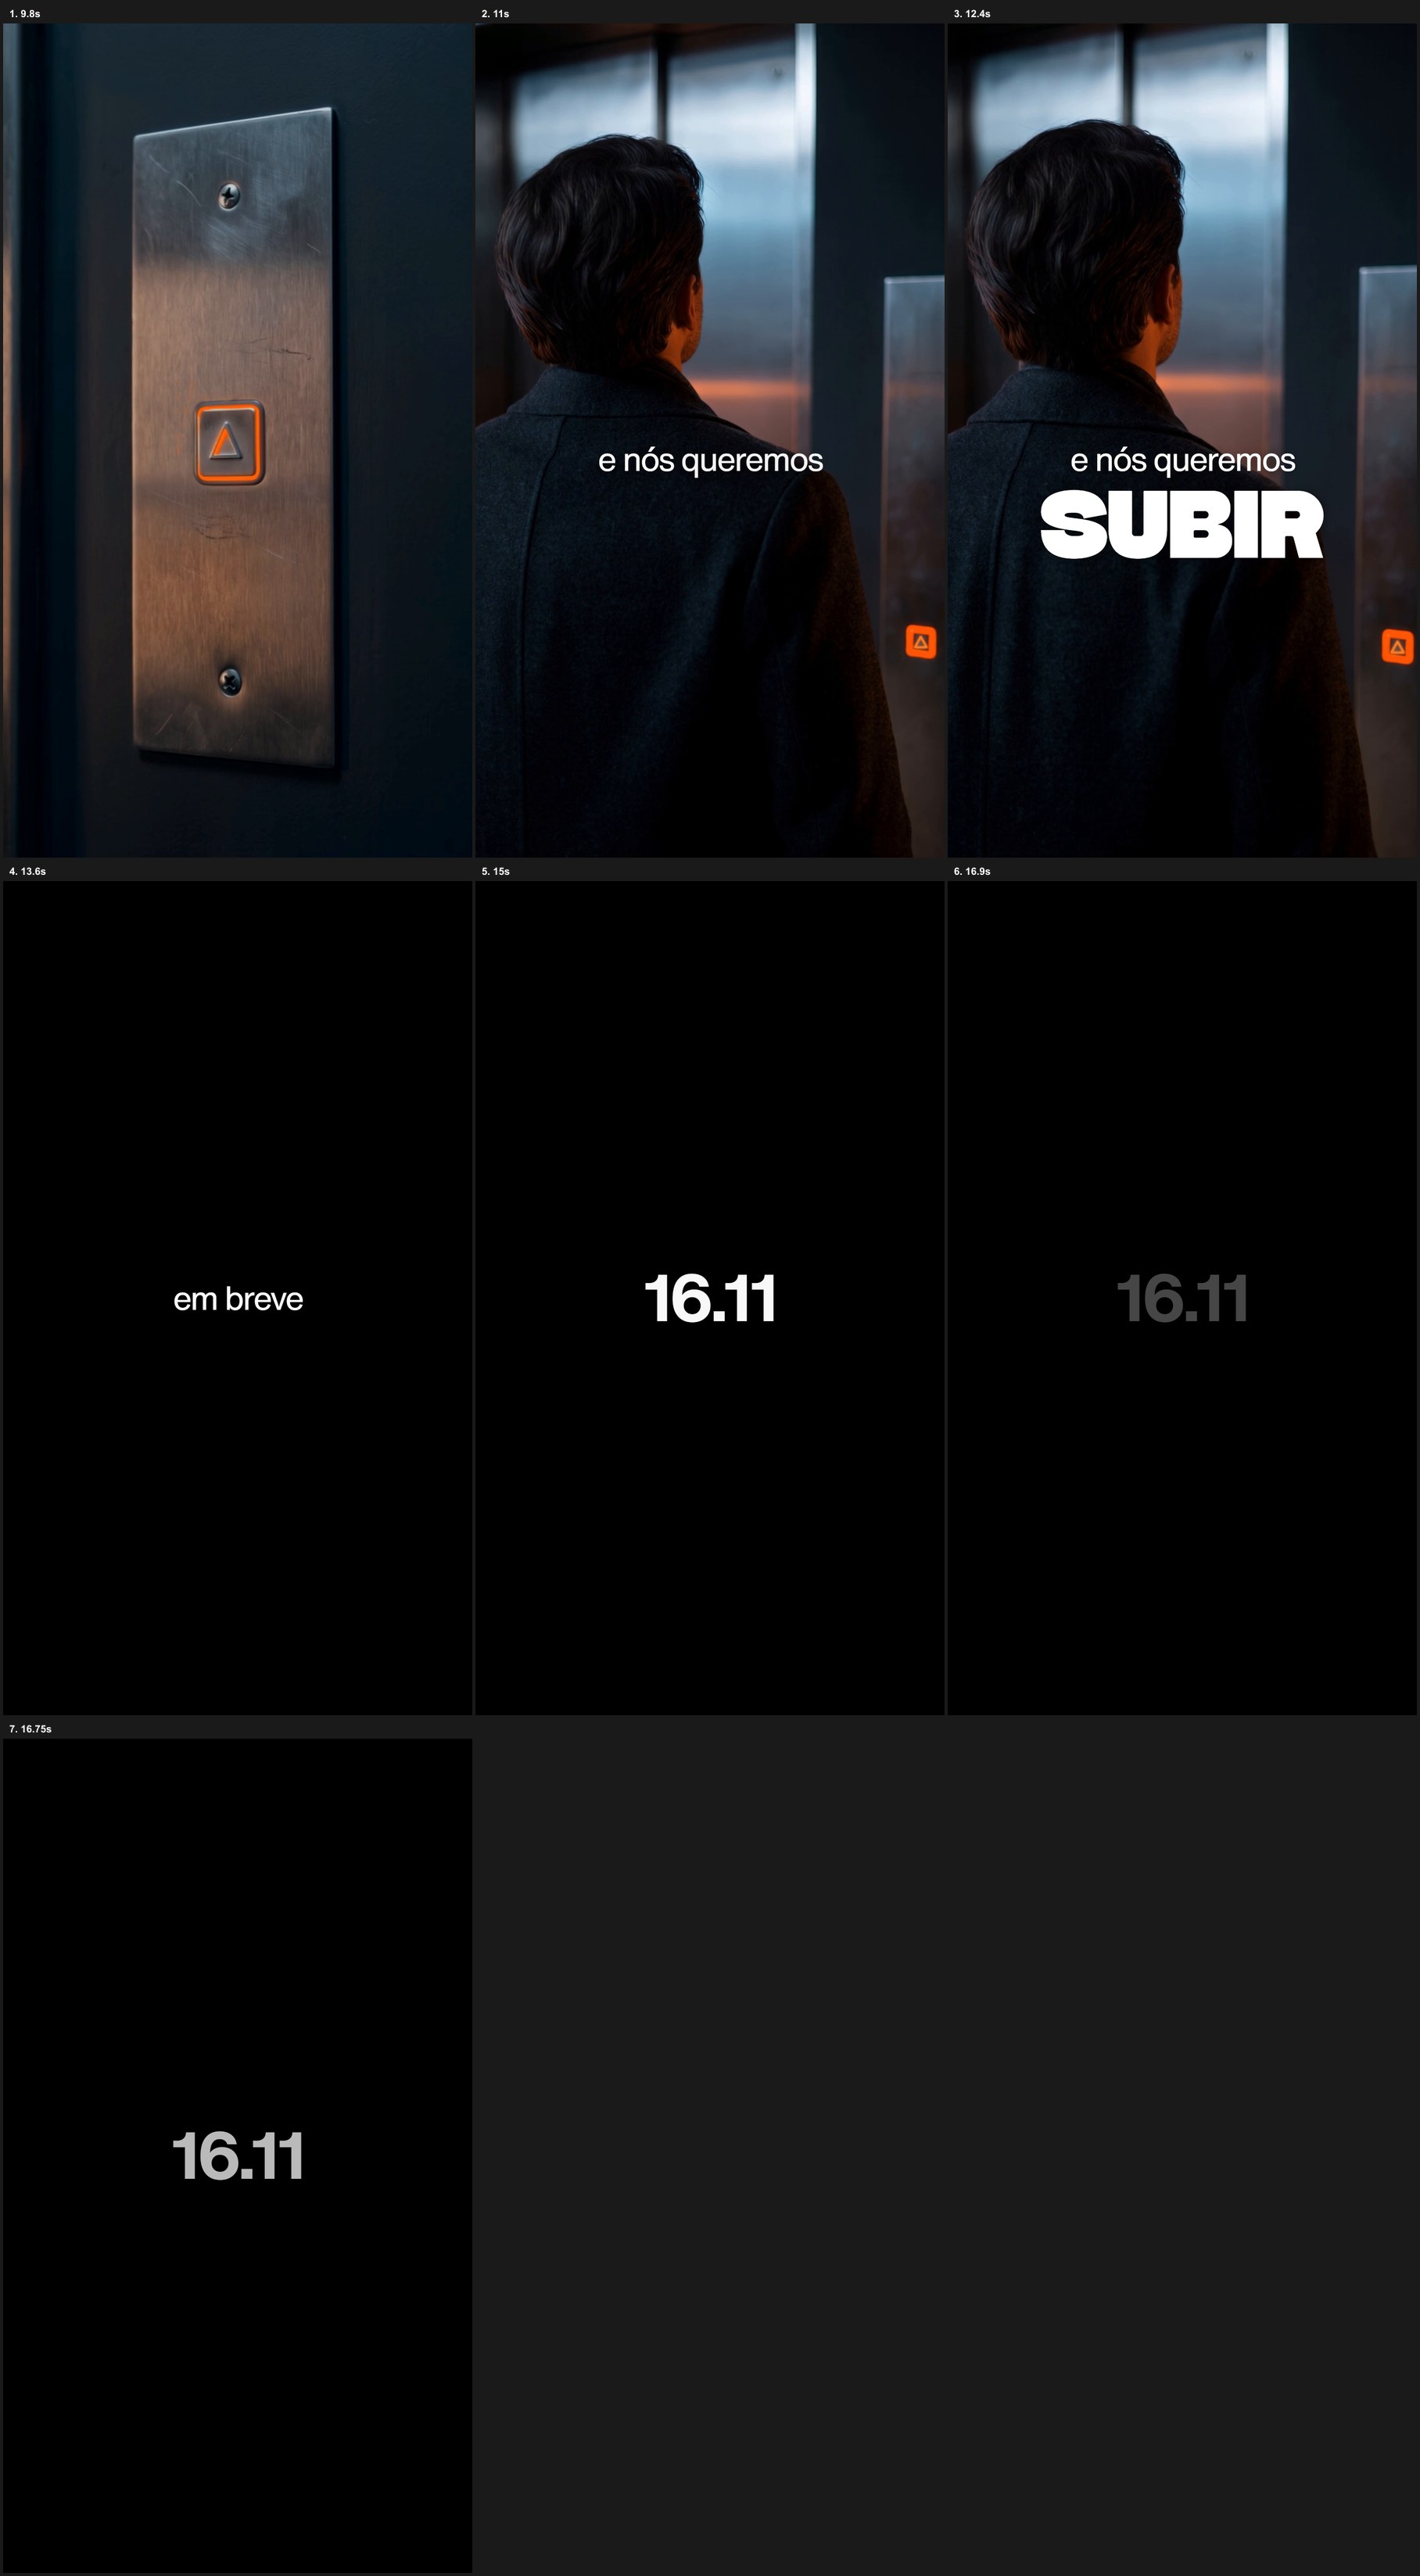 1. 9.8s
2. 11s
3. 12.4s
e nós queremos
e nós queremos
SUBIR
4. 13.6s
5. 15s
6. 16.9s
em breve
16.11
16.11
7. 16.75s
16.11